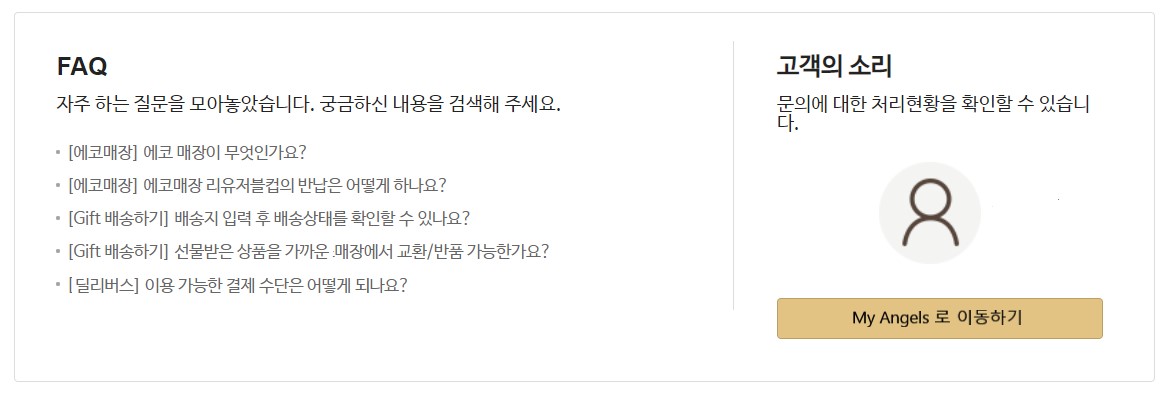 FAQ
자주 하는 질문을 모아놓았습니다. 궁금하신 내용을 검색해 주세요.
[에코매장] 에코 매장이 무엇인가요?
[에코매장] 에코매장 리유저블컵의 반납은 어떻게 하나요?
[Gift 배송하기] 배송지 입력 후 배송상태를 확인할 수 있나요?
[Gift 배송하기] 선물받은 상품을 가까운 매장에서 교환/반품 가능한가요?
[딜리버스] 이용 가능한 결제 수단은 어떻게 되나요?
고객의 소리
문의에 대한 처리현황을 확인할 수 있습니
다.
My Angels 로 이동하기